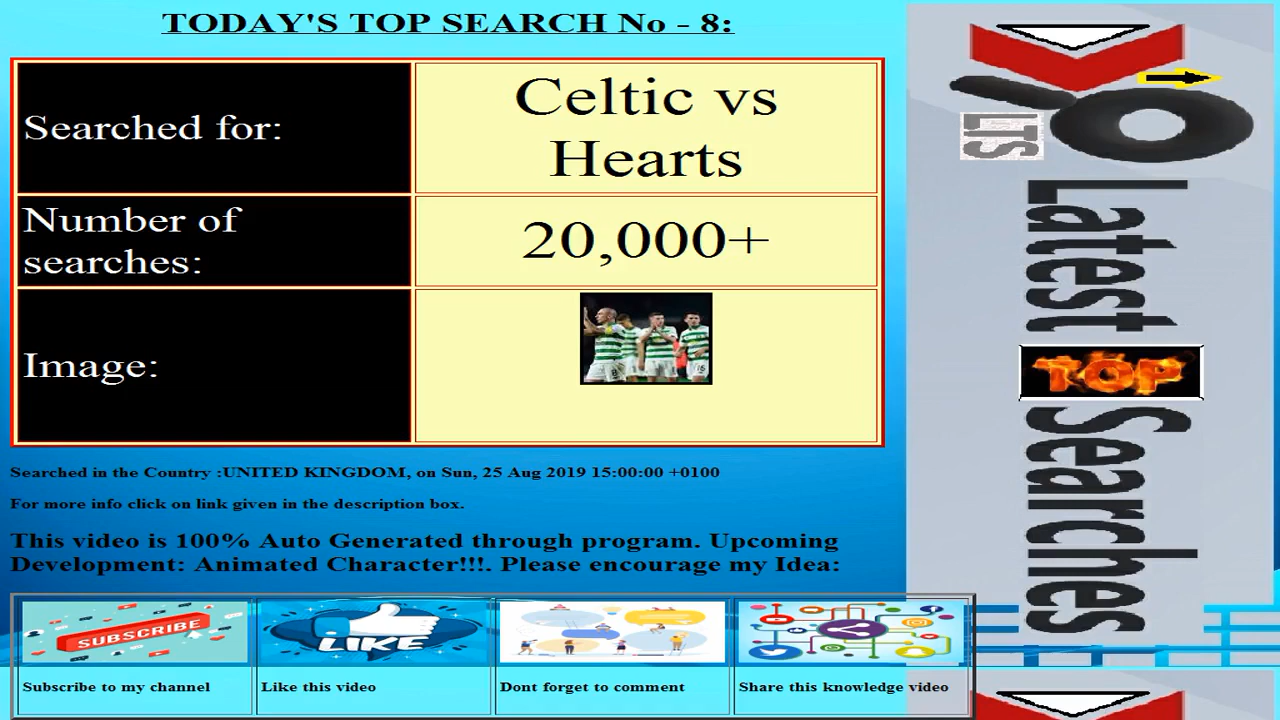 TODAY'S TOP SEARCH No - 8:
Searched for:
Celtic vs
Hearts
Number of
searches:
20,000+
Image:
Searched in the Country :UNITED KINGDOM, on Sun, 25 Aug 2019 15:00:00 +0100
For more info click on link given in the description box.
This video is 100% Auto Generated through program. Upcoming
Development: Animated Character!!!. Please encourage my Idea:
SUBSCRIBE
LIKE
Subscribe to my channel
Like this video
Dont forget to comment
Share this knowledge video
LTS
Latest
TOP
Searches